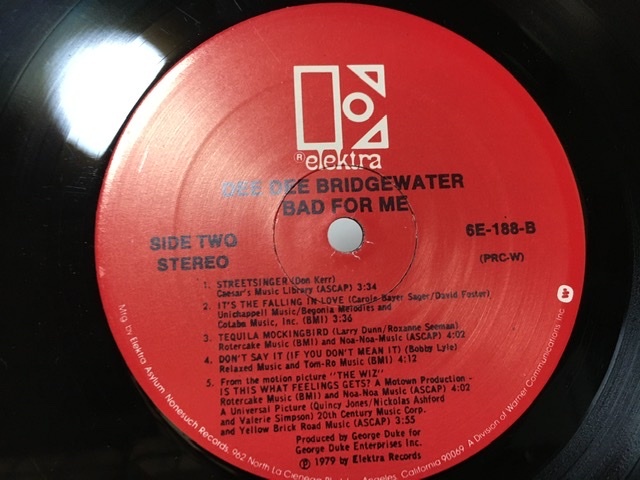 ® elektra
DEE DEE BRIDGEWATER
BAD FOR ME
SIDE TWO
STEREO
6E-188-B
(PRC-W)
1. STREETSINGER (Don Kerr)
Caesar's Music Library (ASCAP) 3:34
2. IT'S THE FALLING IN LOVE (Carole Bayer Sager/David Foster)
Unichappell Music/Begonia Melodies and
Cotaba Music, Inc. (BMI) 3:36
3. TEQUILA MOCKINGBIRD (Larry Dunn/Roxanne Seeman)
Rotercake Music (BMI) and Noa-Noa-Music (ASCAP) 4:02
4. DON'T SAY IT (IF YOU DON'T MEAN IT) (Bobby Lyle)
Relaxed Music and Tom-Ro Music (BMI) 4:12
5. From the motion picture "THE WIZ"
IS THIS WHAT FEELINGS GETS? A Motown Production -
Rotercake Music (BMI) and Noa-Noa Music (ASCAP) 4:02
A Universal Picture (Quincy Jones/Nickolas Ashford
and Valerie Simpson) 20th Century Music Corp.
and Yellow Brick Road Music (ASCAP) 3:55
Produced by George Duke for
George Duke Enterprises Inc.
℗ 1979 by Elektra Records
Mfg by Elektra Asylum Nonesuch Records, 962 North La Cienega Angeles, California 90069 A Division of Warner Communications Inc